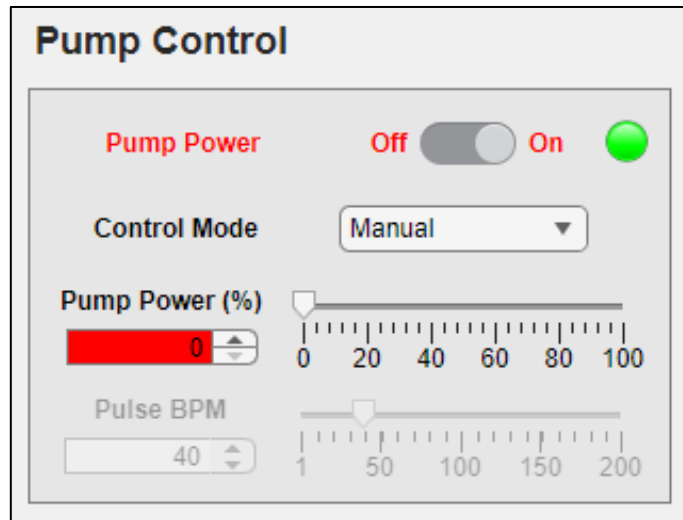 Pump Control
Pump Power Off On
Control Mode Manual
Pump Power (%)
0
0 20 40 60 80 100
Pulse BPM
40
1 50 100 150 200